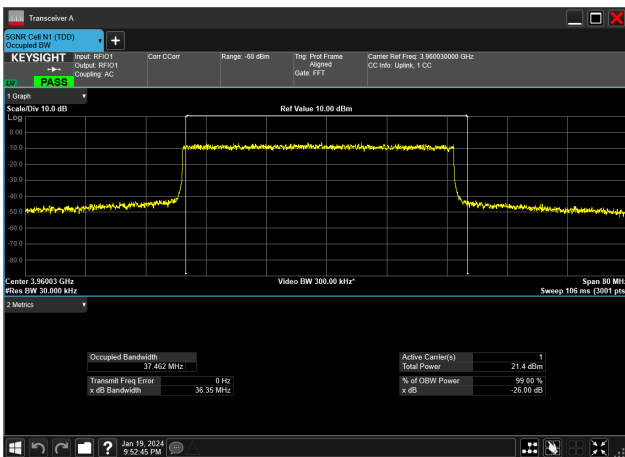 Transceiver A
5GNR Cell N1 (TDD)
Occupied BW
KEYSIGHT
Input: RFIO1
Output: RFIO1
Coupling: AC
Corr CCorr
Range: -60 dBm
Trig: Prot Frame
Aligned
Gate: FFT
Carrier Ref Freq: 3.960030000 GHz
CC Info: Uplink, 1 CC
PASS
1 Graph
Scale/Div 10.0 dB
Ref Value 10.00 dBm
Log
0.00
-10.0
-20.0
-30.0
-40.0
-50.0
-60.0
-70.0
-80.0
Center 3.96003 GHz
Video BW 300.00 kHz*
Span 80 MHz
#Res BW 30.000 kHz
Sweep 106 ms (3001 pts
2 Metrics
Occupied Bandwidth
37.462 MHz
Active Carrier(s) 1
Total Power 21.4 dBm
Transmit Freq Error 0 Hz
x dB Bandwidth 36.35 MHz
% of OBW Power 99.00 %
x dB -26.00 dB
Jan 19, 2024
9:52:45 PM